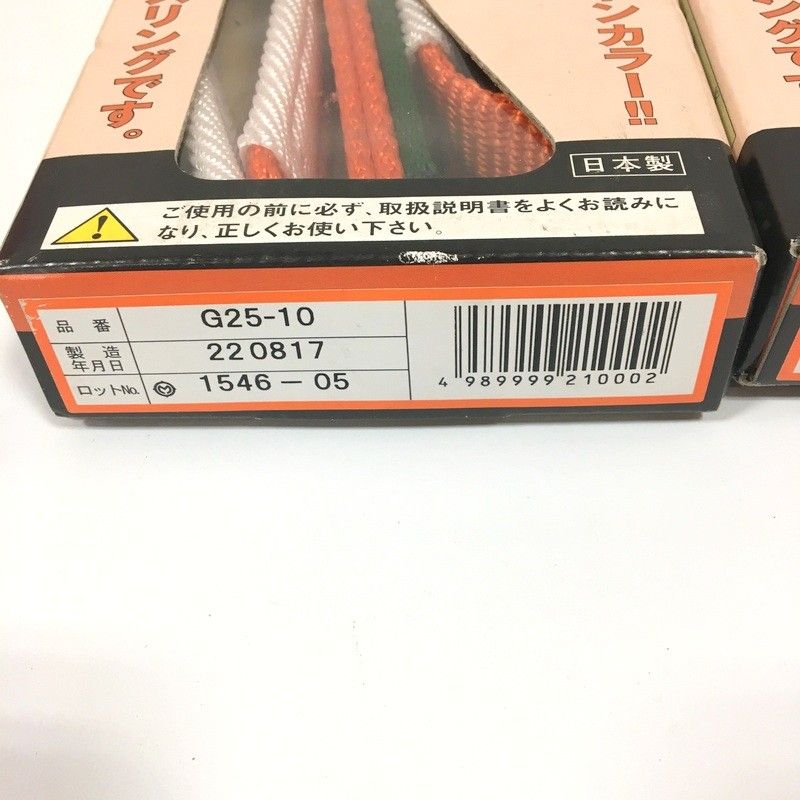 スリングです。
ンカラー!!
日本製
ご使用の前に必ず、取扱説明書をよくお読みに
なり、正しくお使い下さい。
品 番 G25-10
製 造
年月日 220817
ロットNo. 1546-05
4 989999 210002